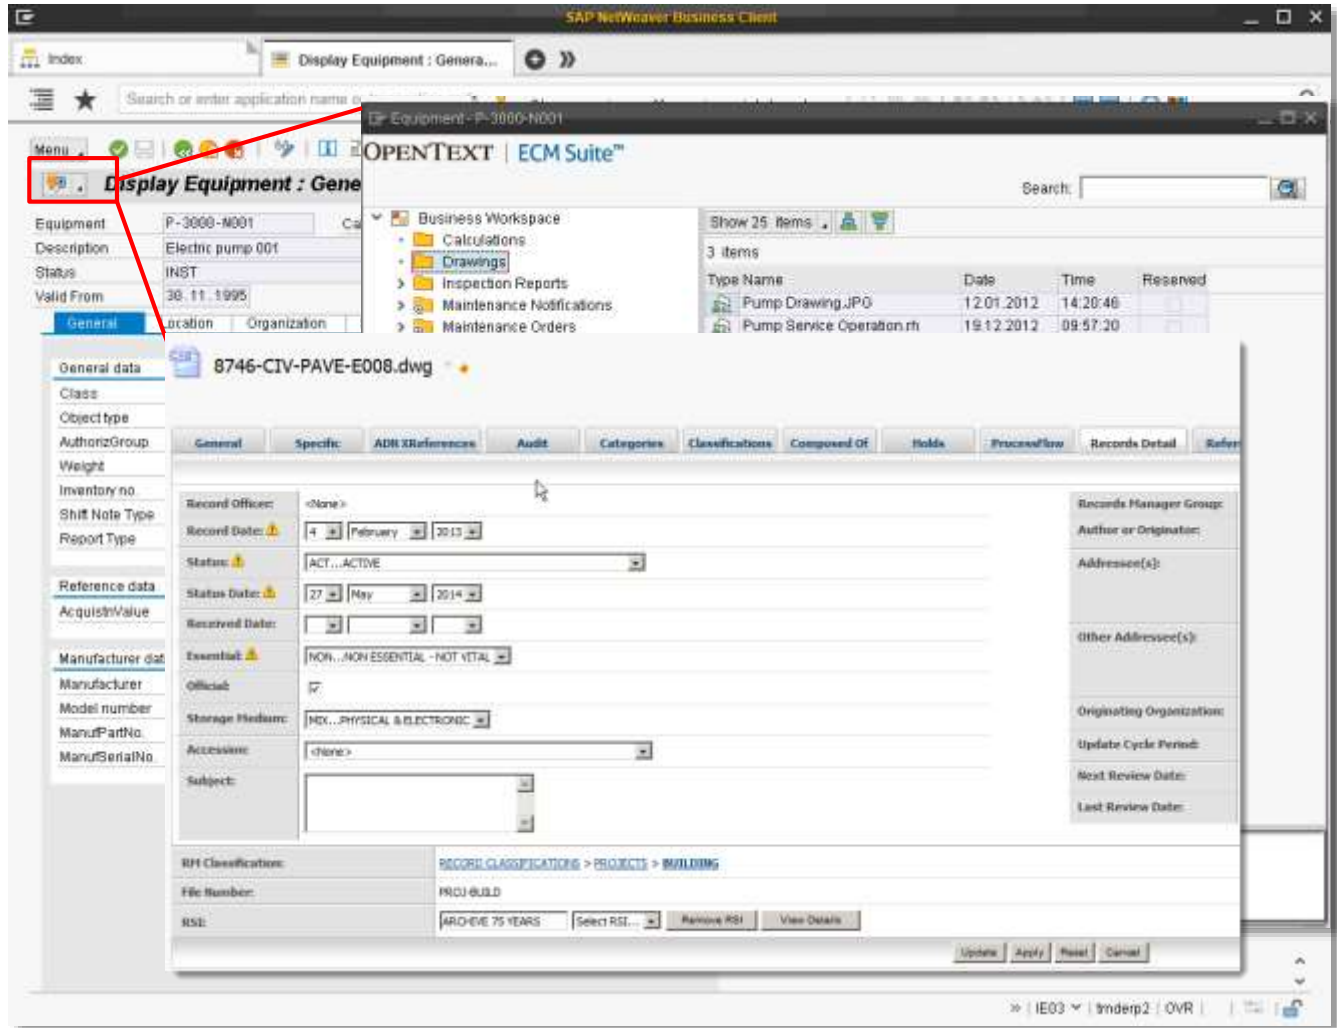 SAP NetWeaver Business Client
Index
Display Equipment : Genera...
Search or enter application name
Equipment - P-3000-N001
Menu
OPENTEXT | ECM Suite™
Display Equipment : Gene
Search:
Equipment P-3000-N001 Ca
Description Electric pump 001
Status INST
Valid From 30.11.1995
General Location Organization
Business Workspace
Calculations
Drawings
Inspection Reports
Maintenance Notifications
Maintenance Orders
Show 25 items
3 items
Type Name Date Time Reserved
Pump Drawing.JPG 12.01.2012 14:20:46
Pump Service Operation.rh 19.12.2012 09:57:20
General data
Class
Object type
AuthorizGroup
Weight
Inventory no.
Shift Note Type
Report Type
Reference data
AcquistnValue
Manufacturer dat
Manufacturer
Model number
ManufPartNo.
ManufSerialNo.
8746-CIV-PAVE-E008.dwg
General Specific ADR XReferences Audit Categories Classifications Composed Of Holds ProcessFlow Records Detail Refer
Record Officer: <None>
Record Date: 4 February 2013
Status: ACT...ACTIVE
Status Date: 27 May 2014
Received Date:
Essential: NON...NON ESSENTIAL - NOT VITAL
Official:
Storage Medium: MIX...PHYSICAL & ELECTRONIC
Accession: <None>
Subject:
Records Manager Group:
Author or Originator:
Addressee(s):
Other Addressee(s):
Originating Organization:
Update Cycle Period:
Next Review Date:
Last Review Date:
RM Classification: RECORD CLASSIFICATIONS > PROJECTS > BUILDING
File Number: PROJ-BUILD
RSI: ARCHIVE 75 YEARS Select RSI... Remove RSI View Details
Update Apply Reset Cancel
» | IE03 | tmderp2 | OVR